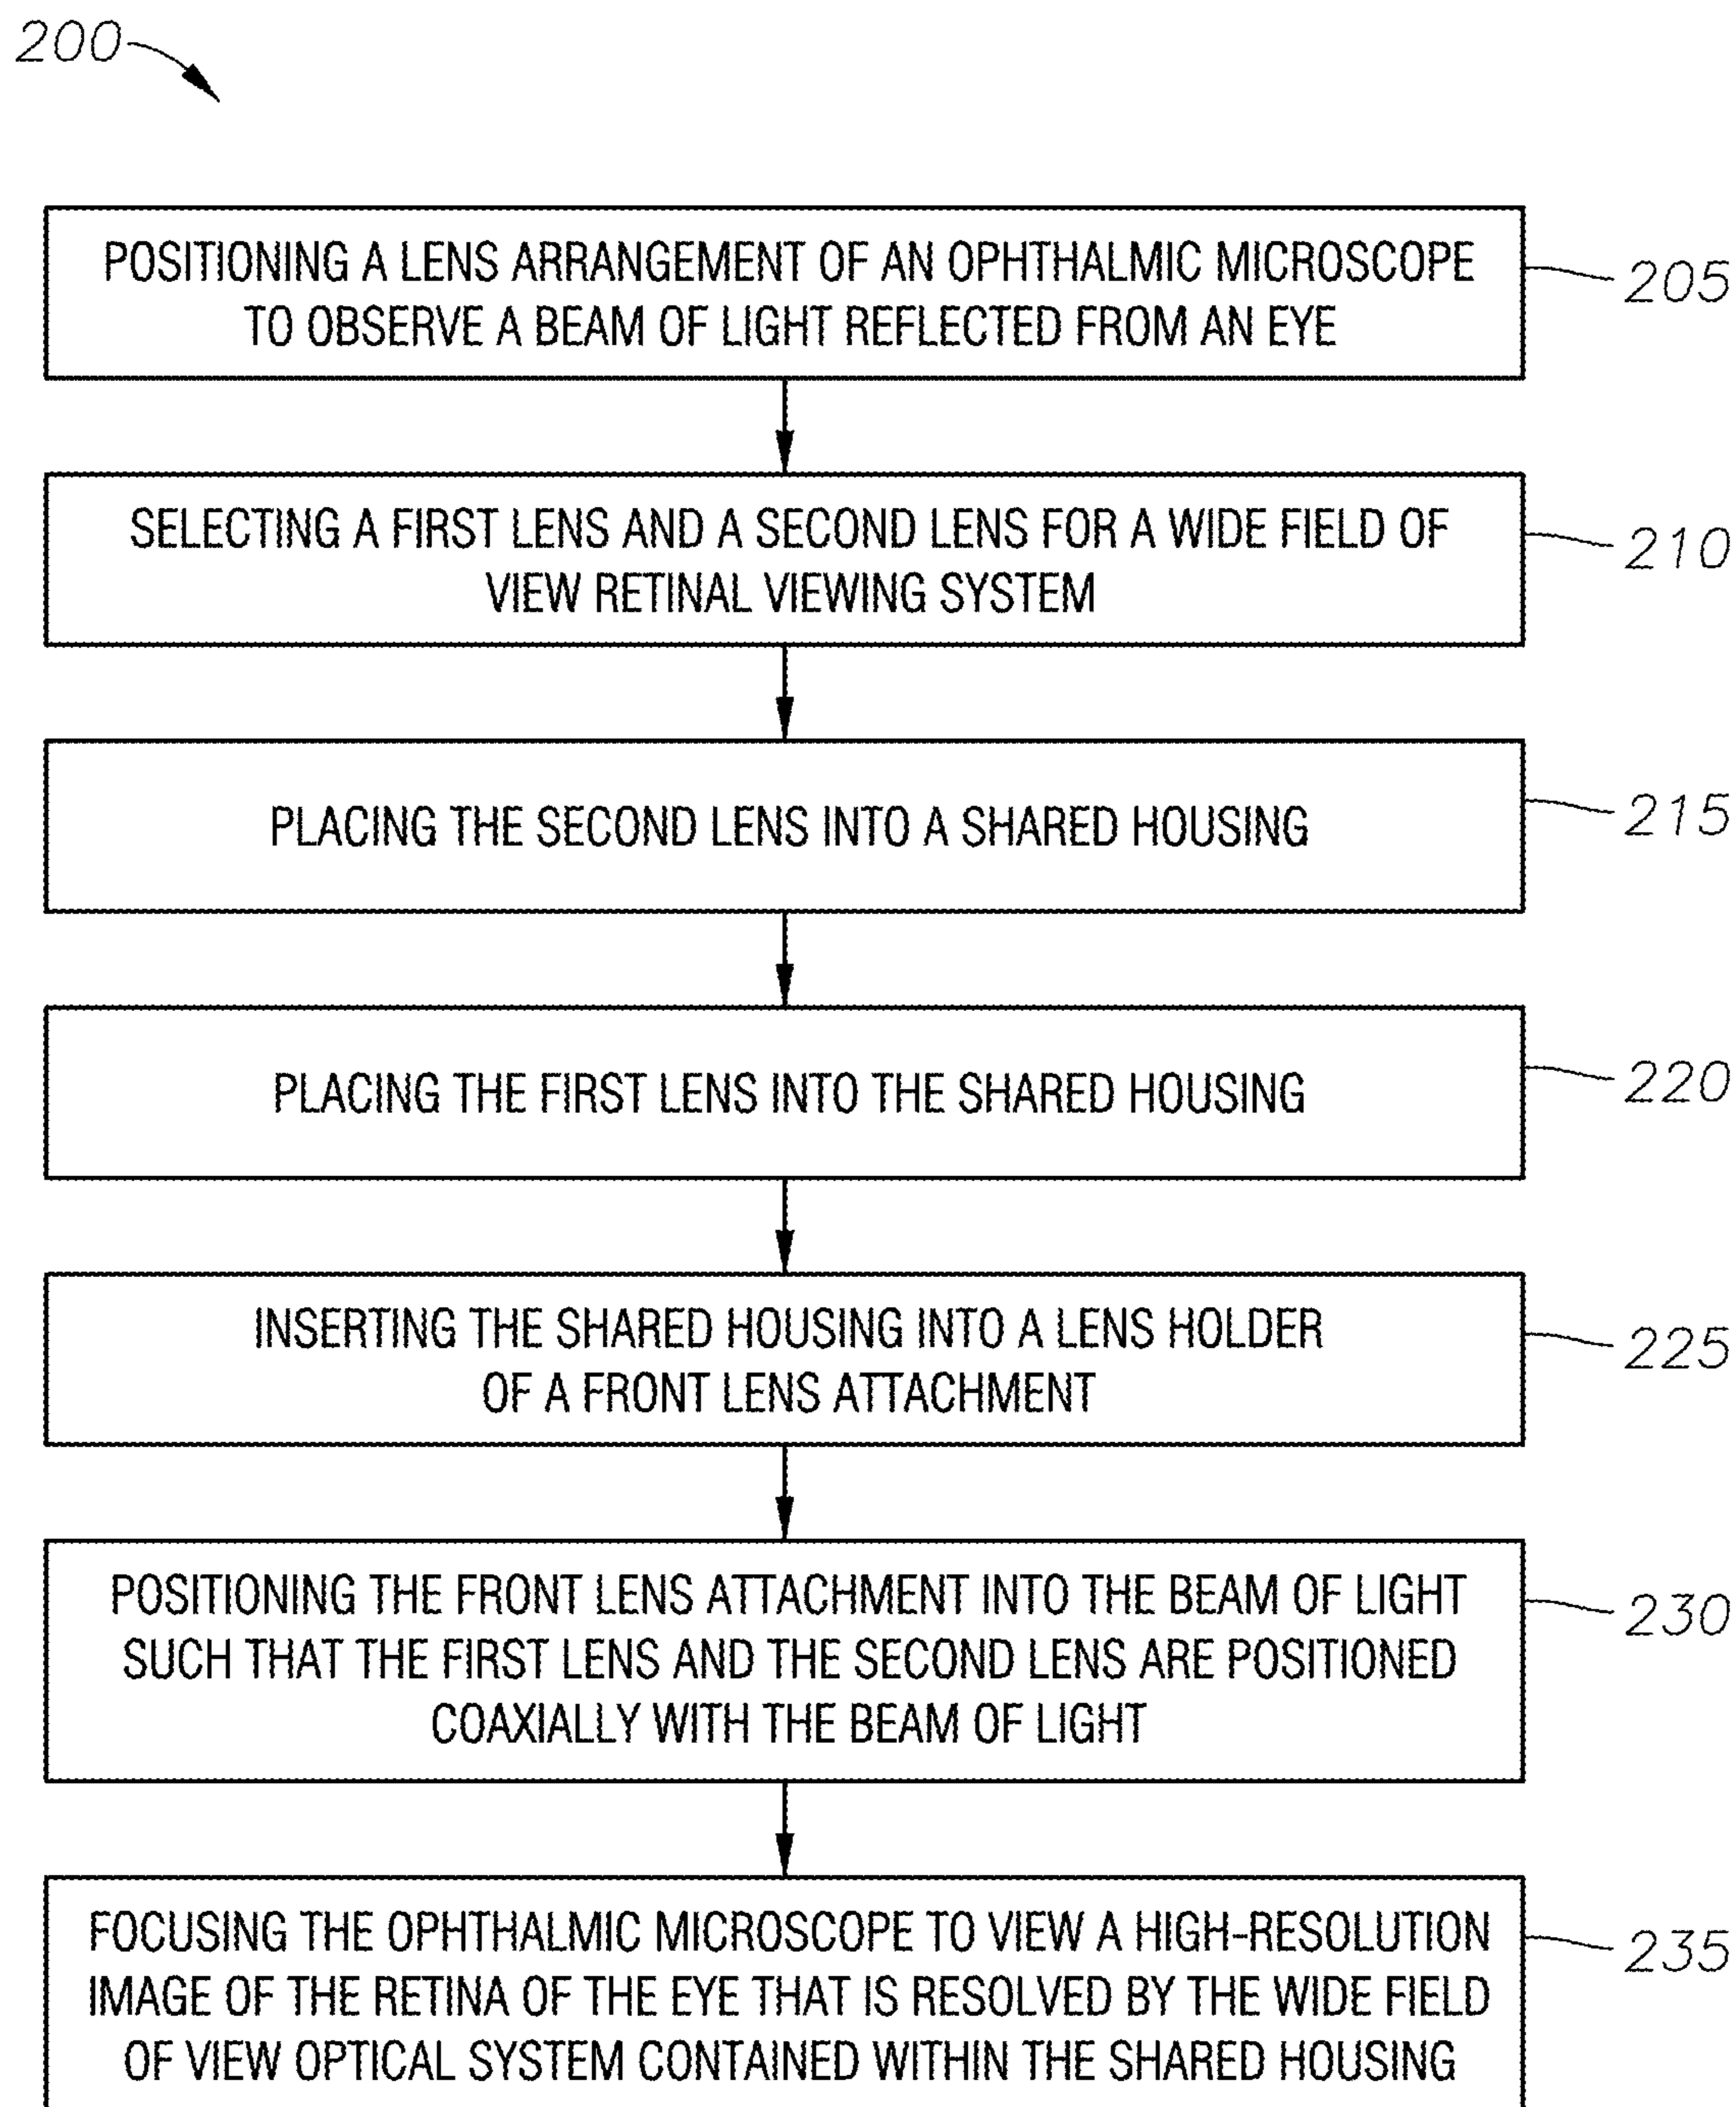 200
POSITIONING A LENS ARRANGEMENT OF AN OPHTHALMIC MICROSCOPE
TO OBSERVE A BEAM OF LIGHT REFLECTED FROM AN EYE
205
SELECTING A FIRST LENS AND A SECOND LENS FOR A WIDE FIELD OF
VIEW RETINAL VIEWING SYSTEM
210
PLACING THE SECOND LENS INTO A SHARED HOUSING
215
PLACING THE FIRST LENS INTO THE SHARED HOUSING
220
INSERTING THE SHARED HOUSING INTO A LENS HOLDER
OF A FRONT LENS ATTACHMENT
225
POSITIONING THE FRONT LENS ATTACHMENT INTO THE BEAM OF LIGHT
SUCH THAT THE FIRST LENS AND THE SECOND LENS ARE POSITIONED
COAXIALLY WITH THE BEAM OF LIGHT
230
FOCUSING THE OPHTHALMIC MICROSCOPE TO VIEW A HIGH-RESOLUTION
IMAGE OF THE RETINA OF THE EYE THAT IS RESOLVED BY THE WIDE FIELD
OF VIEW OPTICAL SYSTEM CONTAINED WITHIN THE SHARED HOUSING
235